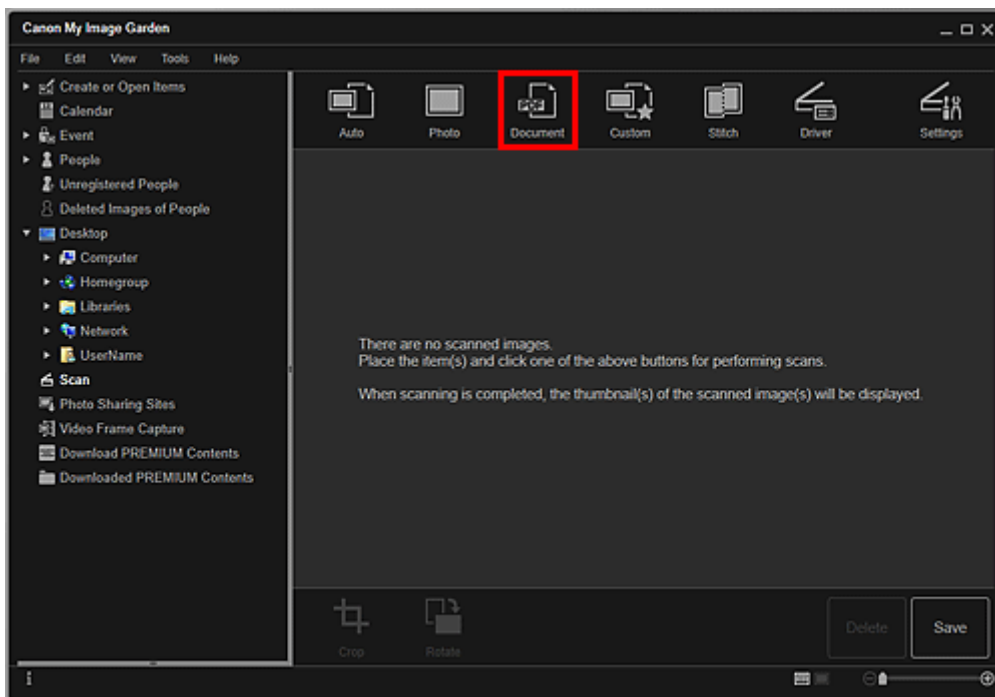 Canon My Image Garden
File Edit View Tools Help
Create or Open Items
Calendar
Event
People
Unregistered People
Deleted Images of People
Desktop
Computer
Homegroup
Libraries
Network
UserName
Scan
Photo Sharing Sites
Video Frame Capture
Download PREMIUM Contents
Downloaded PREMIUM Contents
PDF
Auto Photo Document Custom Stitch Driver Settings
There are no scanned images.
Place the item(s) and click one of the above buttons for performing scans.
When scanning is completed, the thumbnail(s) of the scanned image(s) will be displayed.
Crop Rotate Delete Save